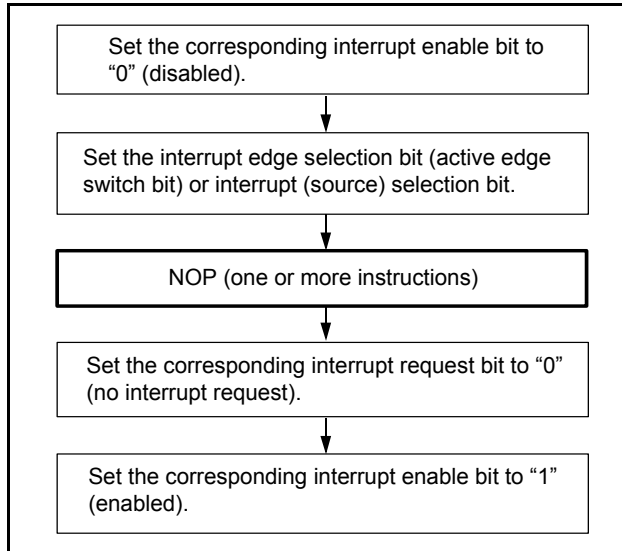 Set the corresponding interrupt enable bit to
“0” (disabled).
Set the interrupt edge selection bit (active edge
switch bit) or interrupt (source) selection bit.
NOP (one or more instructions)
Set the corresponding interrupt request bit to “0”
(no interrupt request).
Set the corresponding interrupt enable bit to “1”
(enabled).